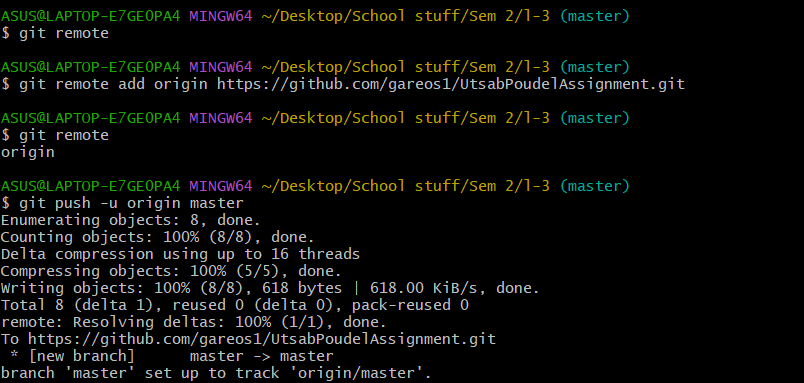 ASUS@LAPTOP-E7GE0PA4 MINGW64 ~/Desktop/School stuff/Sem 2/l-3 (master)
$ git remote
ASUS@LAPTOP-E7GE0PA4 MINGW64 ~/Desktop/School stuff/Sem 2/l-3 (master)
$ git remote add origin https://github.com/gareos1/UtsabPoudelAssignment.git
ASUS@LAPTOP-E7GE0PA4 MINGW64 ~/Desktop/School stuff/Sem 2/l-3 (master)
$ git remote
origin
ASUS@LAPTOP-E7GE0PA4 MINGW64 ~/Desktop/School stuff/Sem 2/l-3 (master)
$ git push -u origin master
Enumerating objects: 8, done.
Counting objects: 100% (8/8), done.
Delta compression using up to 16 threads
Compressing objects: 100% (5/5), done.
Writing objects: 100% (8/8), 618 bytes | 618.00 KiB/s, done.
Total 8 (delta 1), reused 0 (delta 0), pack-reused 0
remote: Resolving deltas: 100% (1/1), done.
To https://github.com/gareos1/UtsabPoudelAssignment.git
 * [new branch]      master -> master
branch 'master' set up to track 'origin/master'.